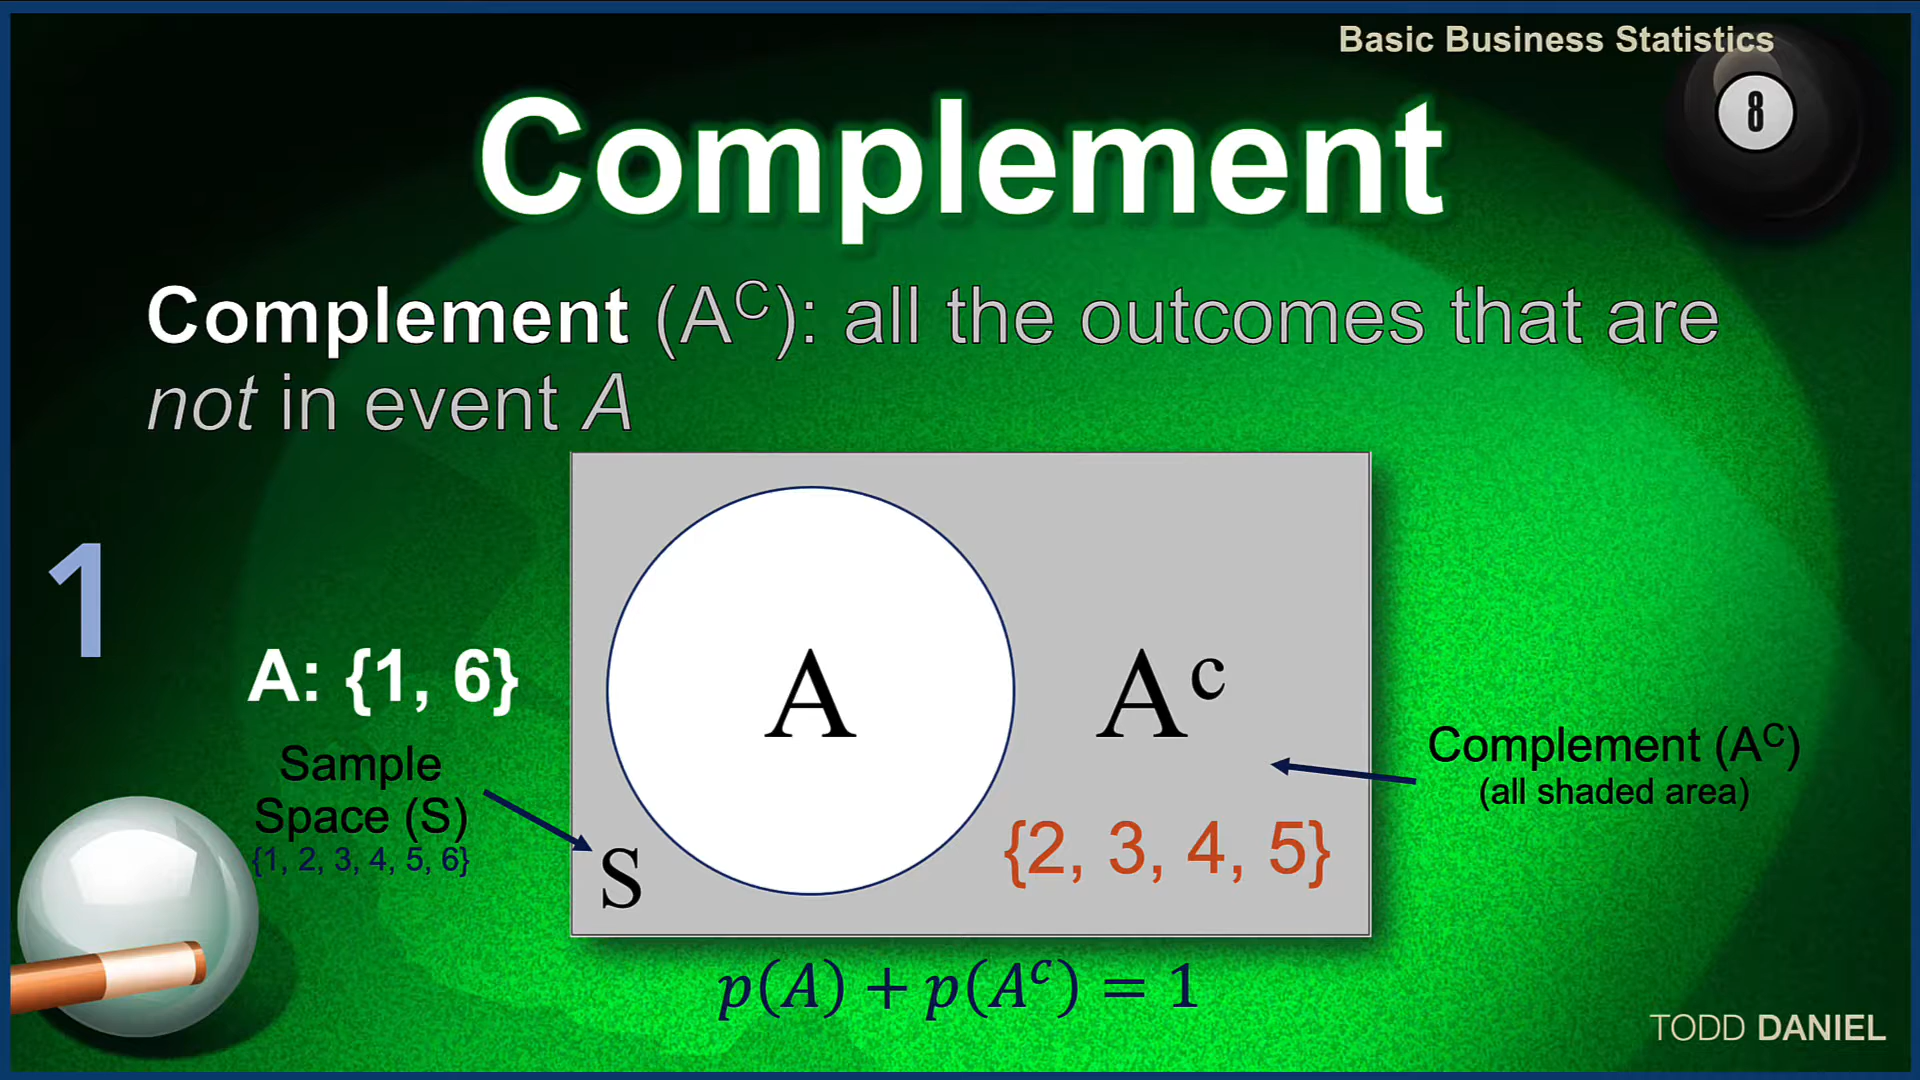 Basic Business Statistics
8
Complement
Complement (Aᶜ): all the outcomes that are
not in event A
1
A: {1, 6}
Sample
Space (S)
{1, 2, 3, 4, 5, 6}
A
Aᶜ
S
{2, 3, 4, 5}
Complement (Aᶜ)
(all shaded area)
p(A) + p(Aᶜ) = 1
TODD DANIEL